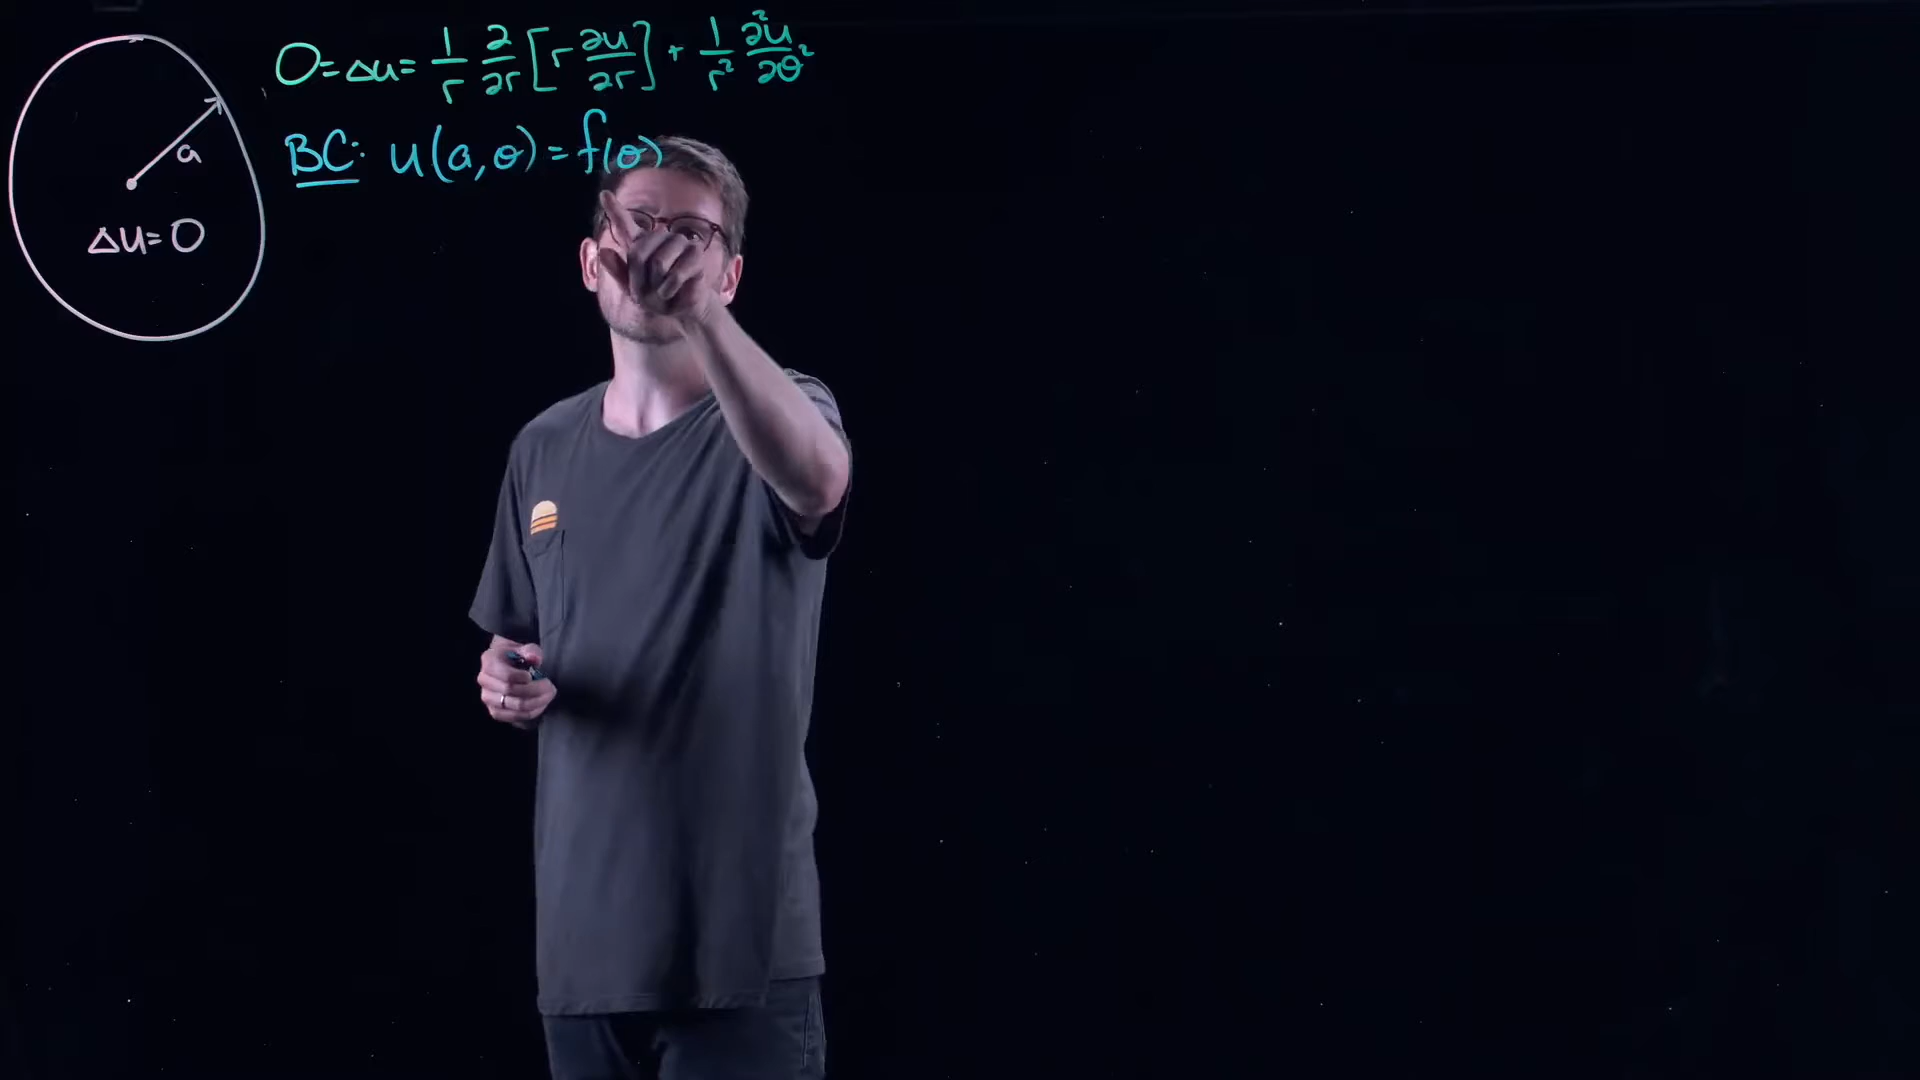 0=Δu= 1/r ∂/∂r [r ∂u/∂r] + 1/r² ∂²u/∂θ²
BC: u(a,θ)=f(θ)
a
Δu=0